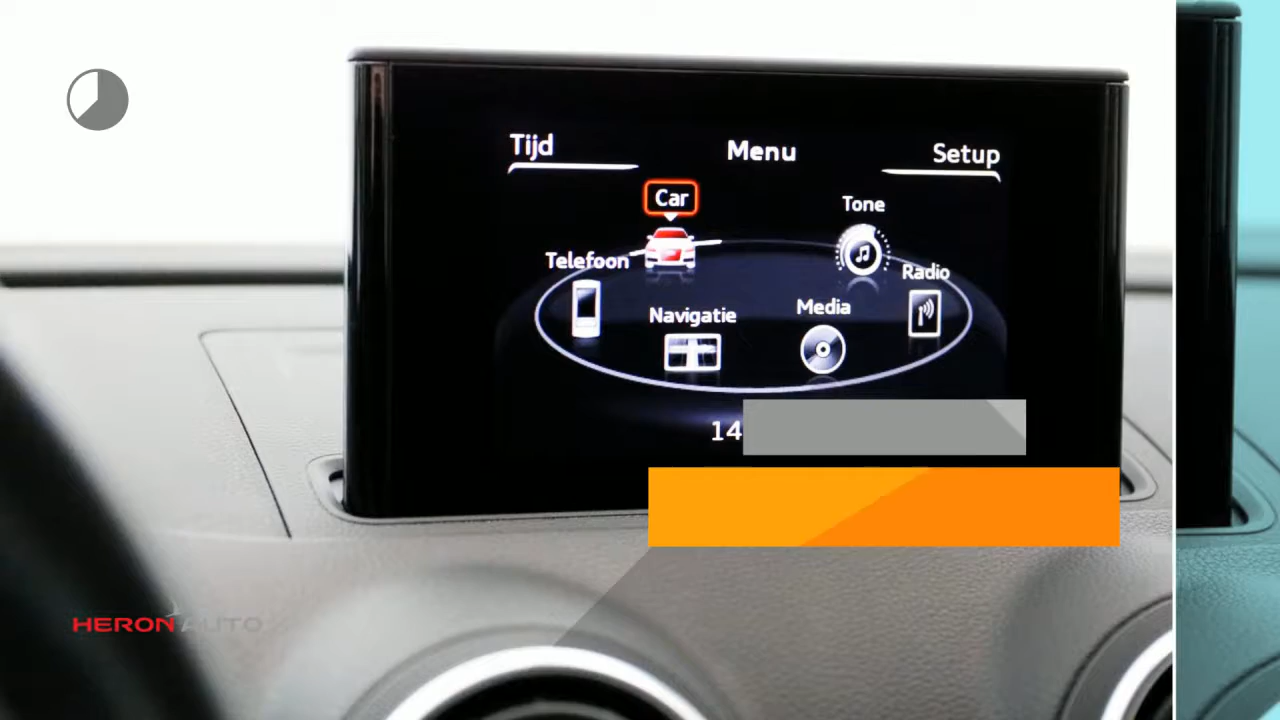 Tijd Menu Setup
Car
Tone
Telefoon
Radio
Navigatie
Media
14
HERON AUTO